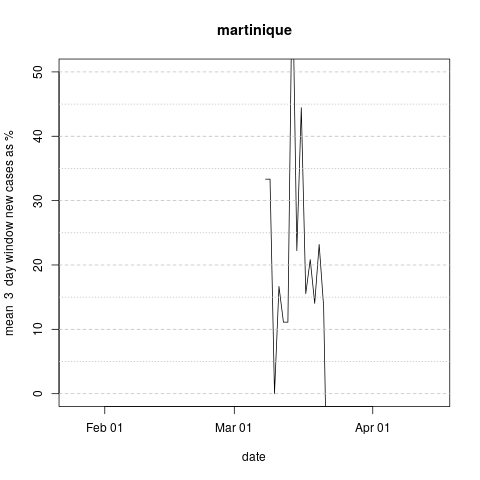 martinique
mean  3  day window new cases as %
50
40
30
20
10
0
Feb 01
Mar 01
Apr 01
date